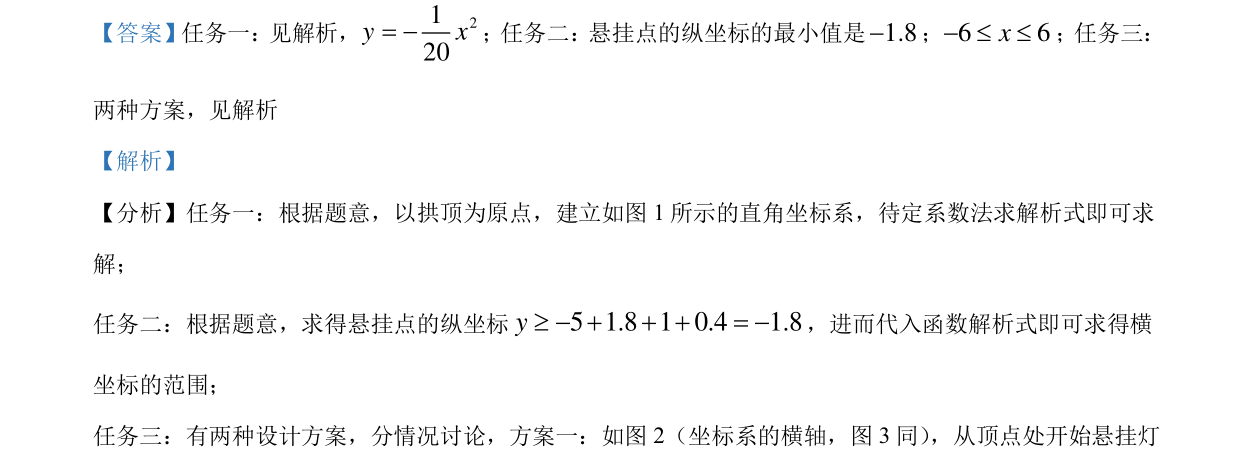 【答案】任务一：见解析，$y=-\frac{1}{20}x^2$；任务二：悬挂点的纵坐标的最小值是$-1.8$；$-6\le x\le 6$；任务三：
两种方案，见解析
【解析】
【分析】任务一：根据题意，以拱顶为原点，建立如图 1 所示的直角坐标系，待定系数法求解析式即可求
解；
任务二：根据题意，求得悬挂点的纵坐标 $y\ge -5+1.8+1+0.4=-1.8$，进而代入函数解析式即可求得横
坐标的范围；
任务三：有两种设计方案，分情况讨论，方案一：如图 2（坐标系的横轴，图 3 同），从顶点处开始悬挂灯